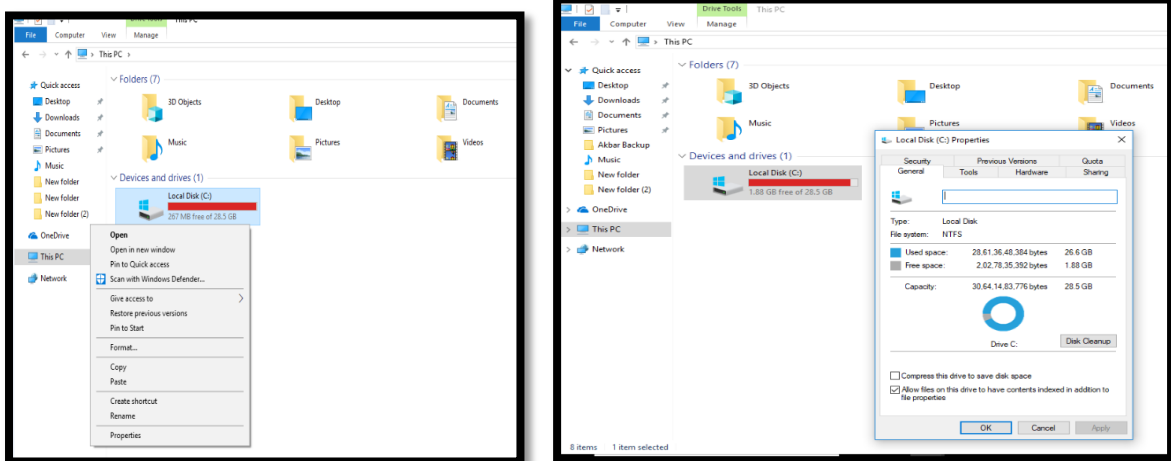 Drive Tools
This PC
File Computer View Manage
This PC
Quick access
Desktop
Downloads
Documents
Pictures
Music
New folder
New folder
New folder (2)
OneDrive
This PC
Network
Folders (7)
3D Objects
Desktop
Documents
Music
Pictures
Videos
Devices and drives (1)
Local Disk (C:)
267 MB free of 28.5 GB
Open
Open in new window
Pin to Quick access
Scan with Windows Defender...
Give access to
Restore previous versions
Pin to Start
Format...
Copy
Paste
Create shortcut
Rename
Properties
Drive Tools This PC
File Computer View Manage
This PC
Quick access
Desktop
Downloads
Documents
Pictures
Akbar Backup
Music
New folder
New folder (2)
OneDrive
This PC
Network
Folders (7)
3D Objects
Desktop
Documents
Music
Pictures
Videos
Devices and drives (1)
Local Disk (C:)
1.88 GB free of 28.5 GB
8 items 1 item selected
Local Disk (C:) Properties
Security Previous Versions Quota
General Tools Hardware Sharing
Type: Local Disk
File system: NTFS
Used space: 28,61,36,48,384 bytes 26.6 GB
Free space: 2,02,78,35,392 bytes 1.88 GB
Capacity: 30,64,14,83,776 bytes 28.5 GB
Drive C:
Disk Cleanup
Compress this drive to save disk space
Allow files on this drive to have contents indexed in addition to
file properties
OK Cancel Apply